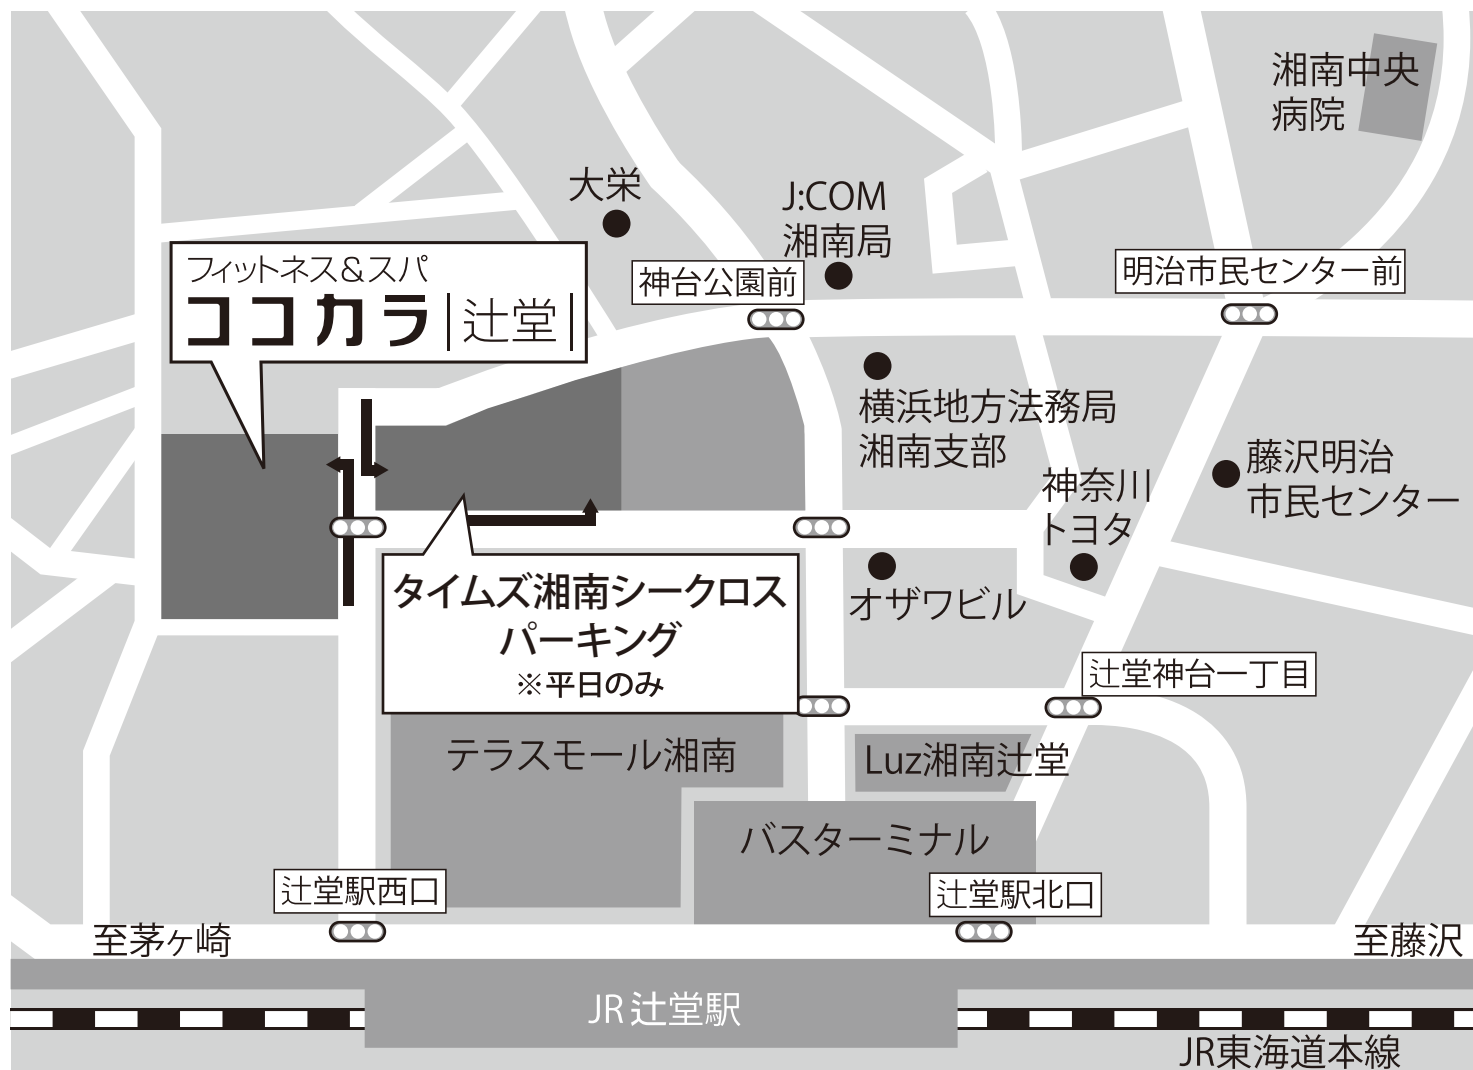 湘南中央
病院
大栄
J:COM
湘南局
フィットネス&スパ
ココカラ|辻堂|
神台公園前
明治市民センター前
横浜地方法務局
湘南支部
藤沢明治
市民センター
神奈川
トヨタ
タイムズ湘南シークロス
パーキング
※平日のみ
オザワビル
辻堂神台一丁目
テラスモール湘南
Luz湘南辻堂
バスターミナル
辻堂駅西口
辻堂駅北口
至茅ヶ崎
至藤沢
JR辻堂駅
JR東海道本線